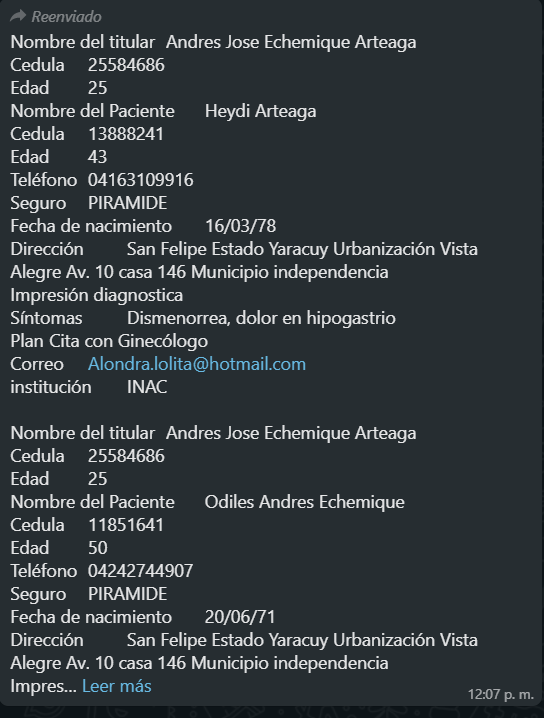 Reenviado
Nombre del titular Andres Jose Echemique Arteaga
Cedula 25584686
Edad 25
Nombre del Paciente Heydi Arteaga
Cedula 13888241
Edad 43
Teléfono 04163109916
Seguro PIRAMIDE
Fecha de nacimiento 16/03/78
Dirección San Felipe Estado Yaracuy Urbanización Vista
Alegre Av. 10 casa 146 Municipio independencia
Impresión diagnostica
Síntomas Dismenorrea, dolor en hipogastrio
Plan Cita con Ginecólogo
Correo Alondra.lolita@hotmail.com
institución INAC

Nombre del titular Andres Jose Echemique Arteaga
Cedula 25584686
Edad 25
Nombre del Paciente Odiles Andres Echemique
Cedula 11851641
Edad 50
Teléfono 04242744907
Seguro PIRAMIDE
Fecha de nacimiento 20/06/71
Dirección San Felipe Estado Yaracuy Urbanización Vista
Alegre Av. 10 casa 146 Municipio independencia
Impres... Leer más
12:07 p. m.